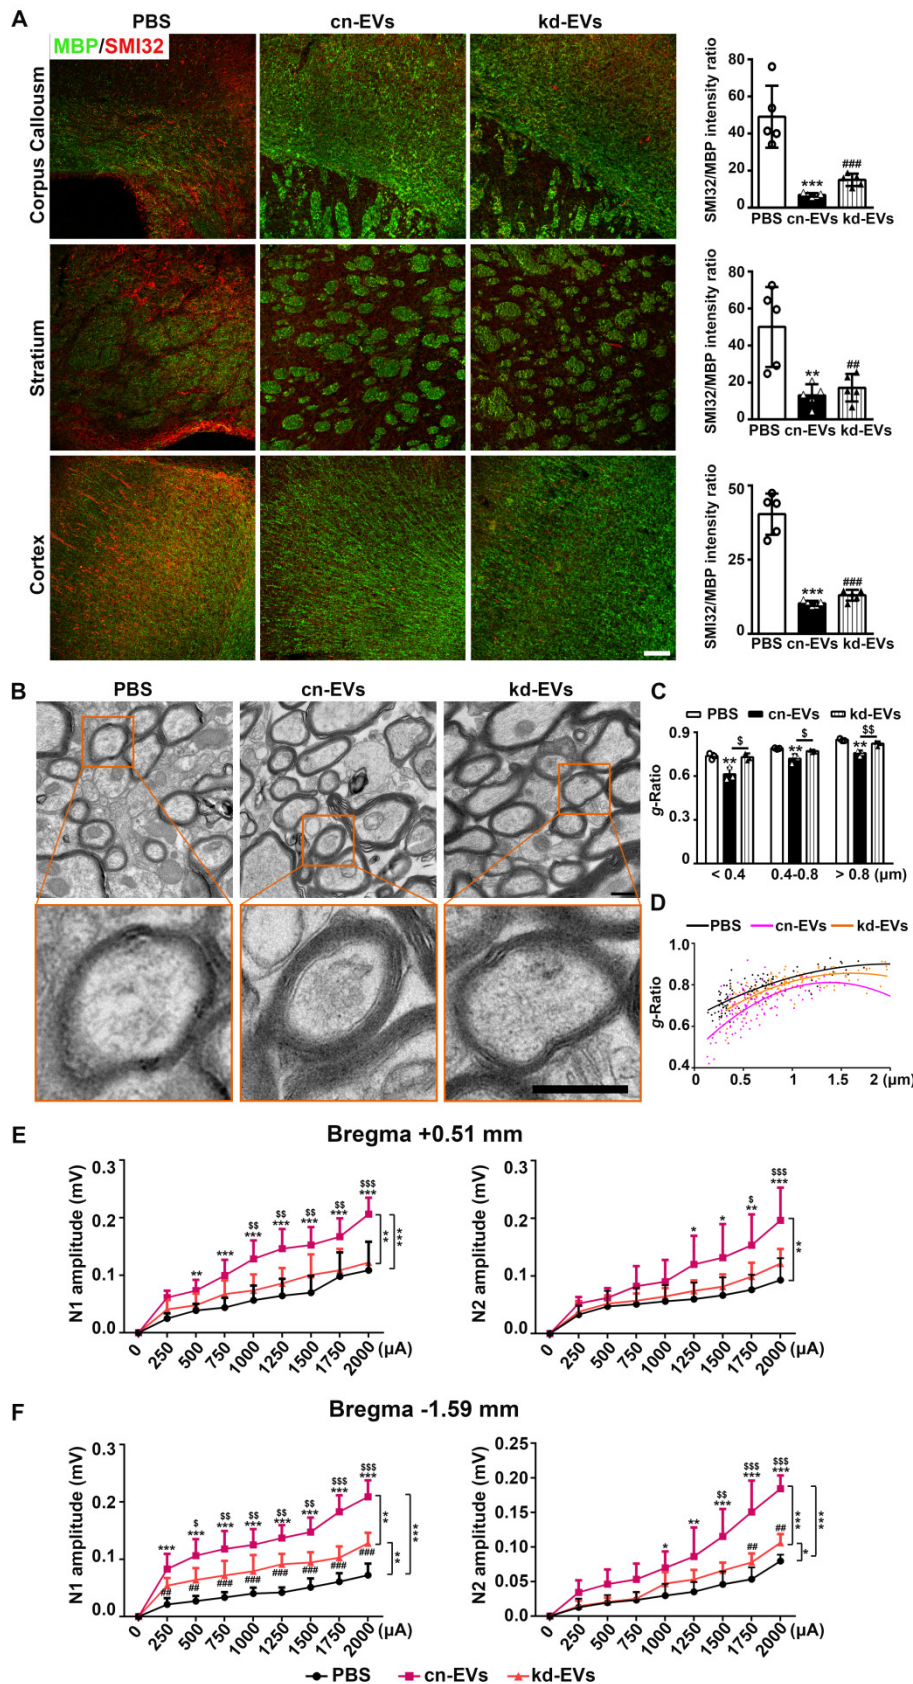 A
PBS
cn-EVs
kd-EVs
MBP/SMI32
Corpus Callousm
SMI32/MBP intensity ratio
80
60
40
20
0
***
###
PBS cn-EVs kd-EVs
Stratium
SMI32/MBP intensity ratio
80
60
40
20
0
**
##
PBS cn-EVs kd-EVs
Cortex
SMI32/MBP intensity ratio
50
25
0
***
###
PBS cn-EVs kd-EVs
B
PBS
cn-EVs
kd-EVs
C
PBS cn-EVs kd-EVs
g-Ratio
0.9
0.6
0.3
0
$ $ $$
** ** **
< 0.4 0.4-0.8 > 0.8 (μm)
D
PBS cn-EVs kd-EVs
g-Ratio
1.0
0.8
0.6
0.4
0 0.5 1 1.5 2 (μm)
E
Bregma +0.51 mm
N1 amplitude (mV)
0.3
0.2
0.1
0.0
** *** $$ *** $$ *** $$ *** $$ *** $$$ ***
** ***
0 250 500 750 1000 1250 1500 1750 2000 (μA)
N2 amplitude (mV)
0.3
0.2
0.1
0.0
* * $ ** $$$ ***
**
0 250 500 750 1000 1250 1500 1750 2000 (μA)
F
Bregma -1.59 mm
N1 amplitude (mV)
0.3
0.2
0.1
0.0
*** $ *** $$ *** $$ *** $$ *** $$ *** $$$ *** $$$ ***
## ## ### ### ### ### ### ###
** ** ***
0 250 500 750 1000 1250 1500 1750 2000 (μA)
N2 amplitude (mV)
0.25
0.20
0.15
0.10
0.05
0.00
* ** $$ *** $$$ *** $$$ ***
## ##
*** * ***
0 250 500 750 1000 1250 1500 1750 2000 (μA)
PBS cn-EVs kd-EVs